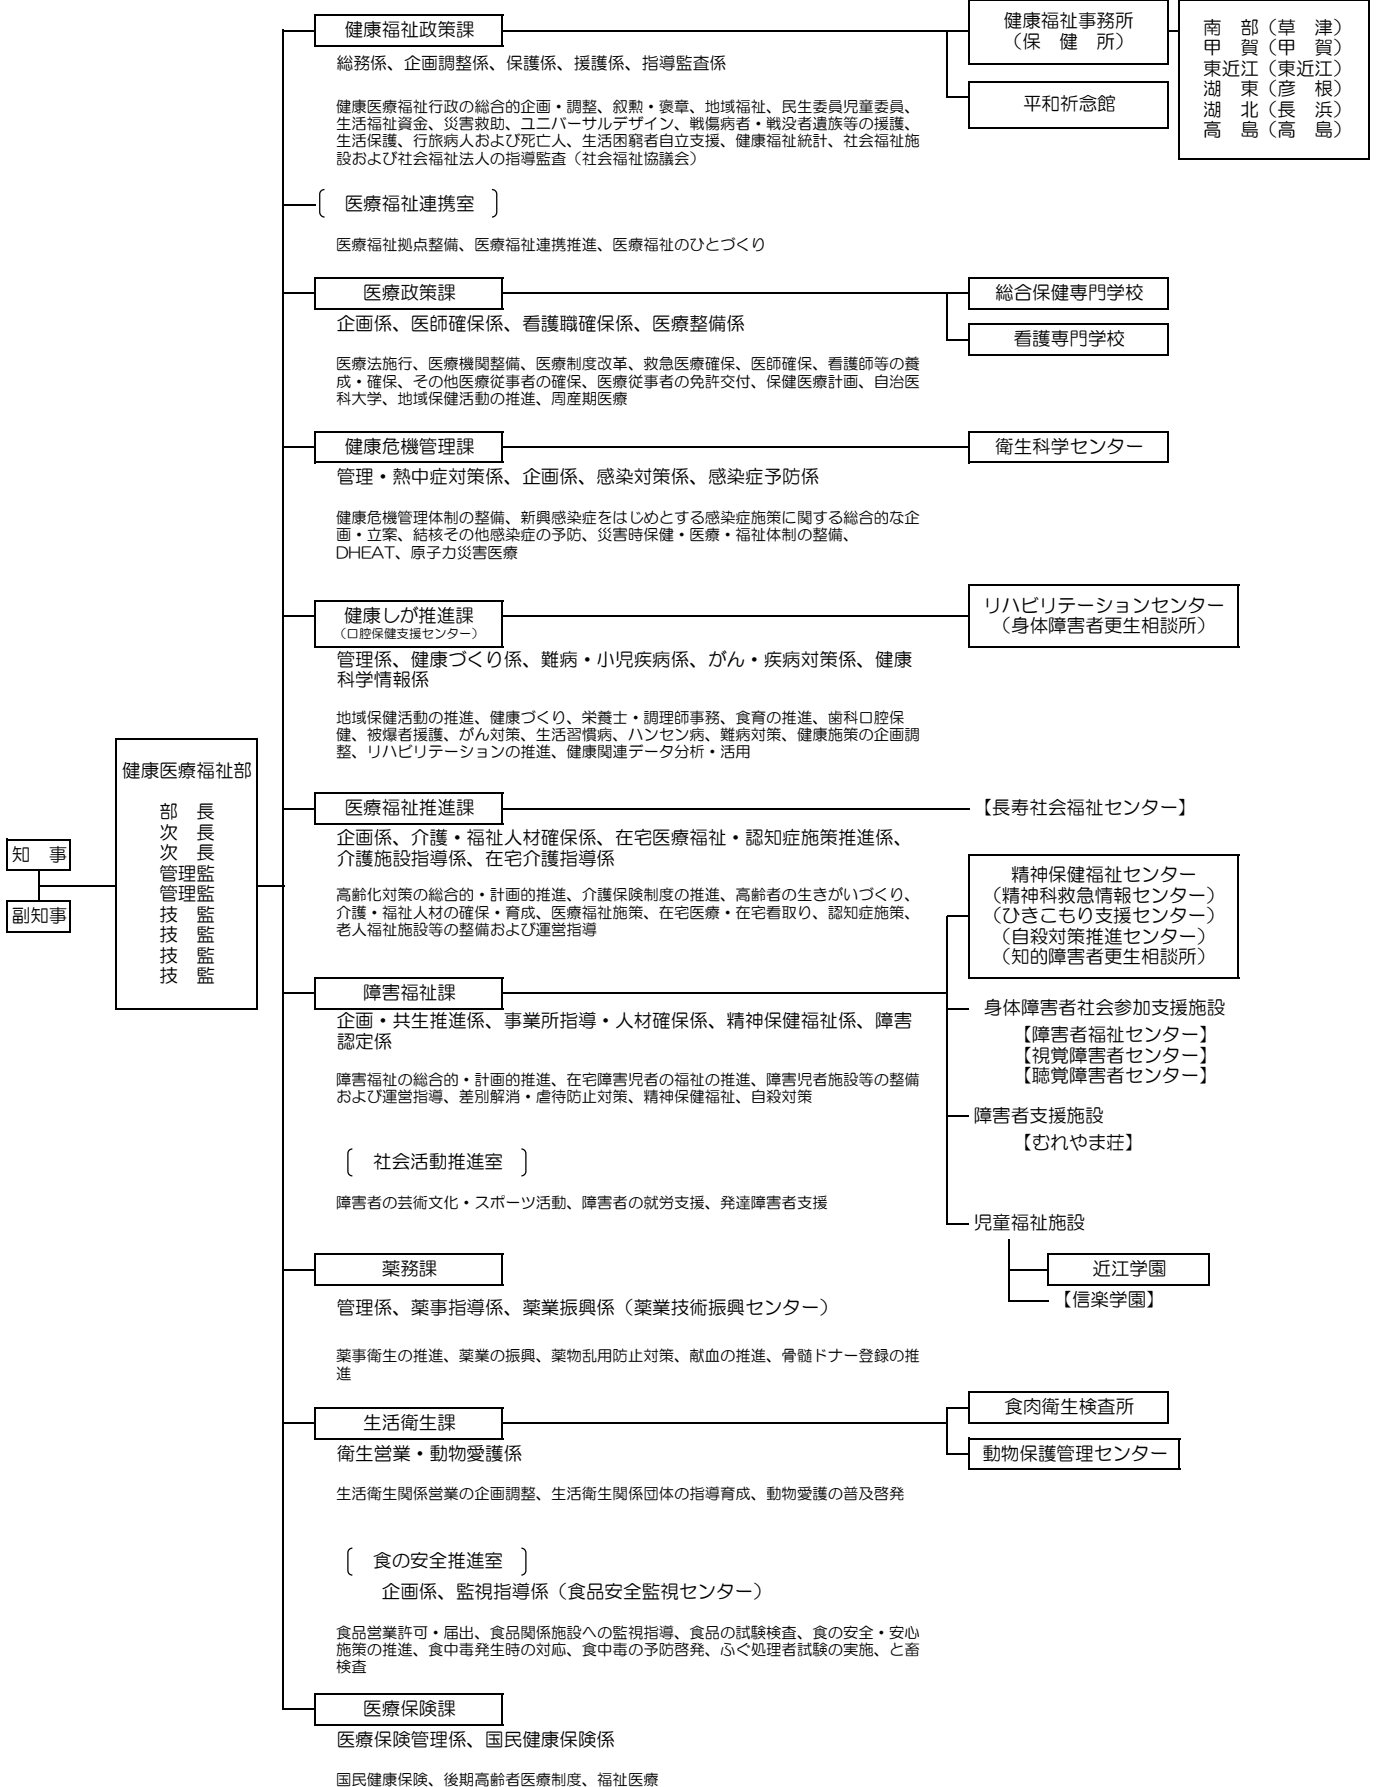 健康福祉政策課
総務係、企画調整係、保護係、援護係、指導監査係
健康医療福祉行政の総合的企画・調整、叙勲・褒章、地域福祉、民生委員児童委員、
生活福祉資金、災害救助、ユニバーサルデザイン、戦傷病者・戦没者遺族等の援護、
生活保護、行旅病人および死亡人、生活困窮者自立支援、健康福祉統計、社会福祉施
設および社会福祉法人の指導監査（社会福祉協議会）
健康福祉事務所
（保　健　所）
南　部（草　津）
甲　賀（甲　賀）
東近江（東近江）
湖　東（彦　根）
湖　北（長　浜）
高　島（高　島）
平和祈念館
医療福祉連携室
医療福祉拠点整備、医療福祉連携推進、医療福祉のひとづくり
医療政策課
企画係、医師確保係、看護職確保係、医療整備係
医療法施行、医療機関整備、医療制度改革、救急医療確保、医師確保、看護師等の養
成・確保、その他医療従事者の確保、医療従事者の免許交付、保健医療計画、自治医
科大学、地域保健活動の推進、周産期医療
総合保健専門学校
看護専門学校
健康危機管理課
管理・熱中症対策係、企画係、感染対策係、感染症予防係
健康危機管理体制の整備、新興感染症をはじめとする感染症施策に関する総合的な企
画・立案、結核その他感染症の予防、災害時保健・医療・福祉体制の整備、
DHEAT、原子力災害医療
衛生科学センター
健康しが推進課
（口腔保健支援センター）
管理係、健康づくり係、難病・小児疾病係、がん・疾病対策係、健康
科学情報係
地域保健活動の推進、健康づくり、栄養士・調理師事務、食育の推進、歯科口腔保
健、被爆者援護、がん対策、生活習慣病、ハンセン病、難病対策、健康施策の企画調
整、リハビリテーションの推進、健康関連データ分析・活用
リハビリテーションセンター
（身体障害者更生相談所）
知　事
副知事
健康医療福祉部
部　長
次　長
次　長
管理監
管理監
技　監
技　監
技　監
技　監
医療福祉推進課
企画係、介護・福祉人材確保係、在宅医療福祉・認知症施策推進係、
介護施設指導係、在宅介護指導係
高齢化対策の総合的・計画的推進、介護保険制度の推進、高齢者の生きがいづくり、
介護・福祉人材の確保・育成、医療福祉施策、在宅医療・在宅看取り、認知症施策、
老人福祉施設等の整備および運営指導
【長寿社会福祉センター】
障害福祉課
企画・共生推進係、事業所指導・人材確保係、精神保健福祉係、障害
認定係
障害福祉の総合的・計画的推進、在宅障害児者の福祉の推進、障害児者施設等の整備
および運営指導、差別解消・虐待防止対策、精神保健福祉、自殺対策
精神保健福祉センター
（精神科救急情報センター）
（ひきこもり支援センター）
（自殺対策推進センター）
（知的障害者更生相談所）
身体障害者社会参加支援施設
【障害者福祉センター】
【視覚障害者センター】
【聴覚障害者センター】
障害者支援施設
【むれやま荘】
社会活動推進室
障害者の芸術文化・スポーツ活動、障害者の就労支援、発達障害者支援
児童福祉施設
近江学園
【信楽学園】
薬務課
管理係、薬事指導係、薬業振興係（薬業技術振興センター）
薬事衛生の推進、薬業の振興、薬物乱用防止対策、献血の推進、骨髄ドナー登録の推
進
生活衛生課
衛生営業・動物愛護係
生活衛生関係営業の企画調整、生活衛生関係団体の指導育成、動物愛護の普及啓発
食肉衛生検査所
動物保護管理センター
食の安全推進室
企画係、監視指導係（食品安全監視センター）
食品営業許可・届出、食品関係施設への監視指導、食品の試験検査、食の安全・安心
施策の推進、食中毒発生時の対応、食中毒の予防啓発、ふぐ処理者試験の実施、と畜
検査
医療保険課
医療保険管理係、国民健康保険係
国民健康保険、後期高齢者医療制度、福祉医療